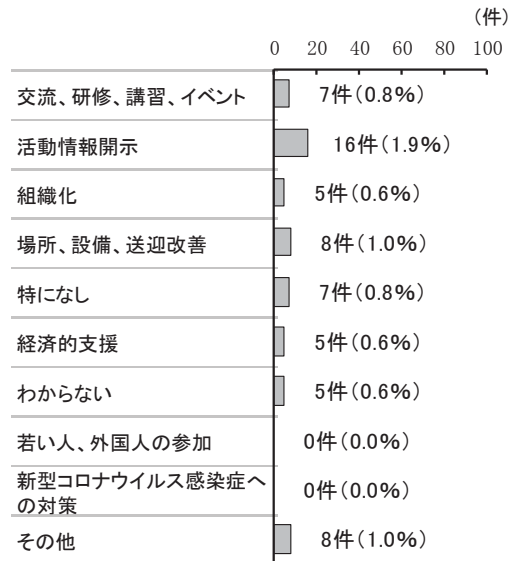 (件)
0 20 40 60 80 100
交流、研修、講習、イベント 7件(0.8%)
活動情報開示 16件(1.9%)
組織化 5件(0.6%)
場所、設備、送迎改善 8件(1.0%)
特になし 7件(0.8%)
経済的支援 5件(0.6%)
わからない 5件(0.6%)
若い人、外国人の参加 0件(0.0%)
新型コロナウイルス感染症へ
の対策 0件(0.0%)
その他 8件(1.0%)